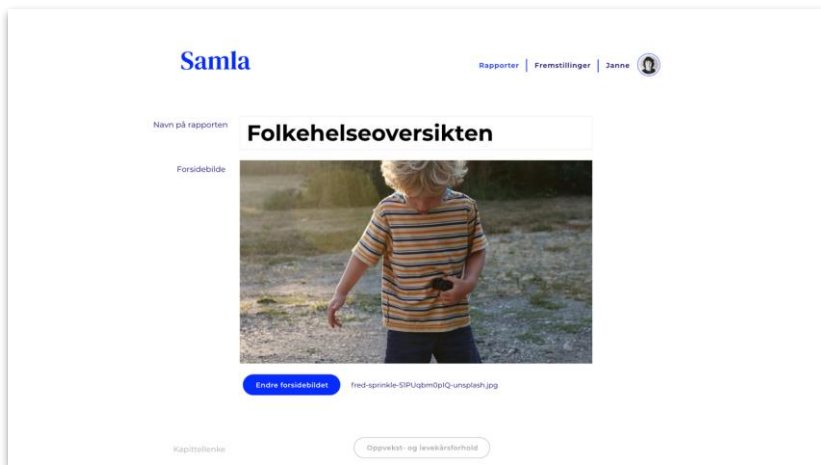 Samla
Rapporter | Fremstillinger | Janne
Navn på rapporten
Folkehelseoversikten
Forsidebilde
Endre forsidebildet
fred-sprinkle-S1PUqbm0pIQ-unsplash.jpg
Kapittellenke
Oppvekst- og levekårsforhold